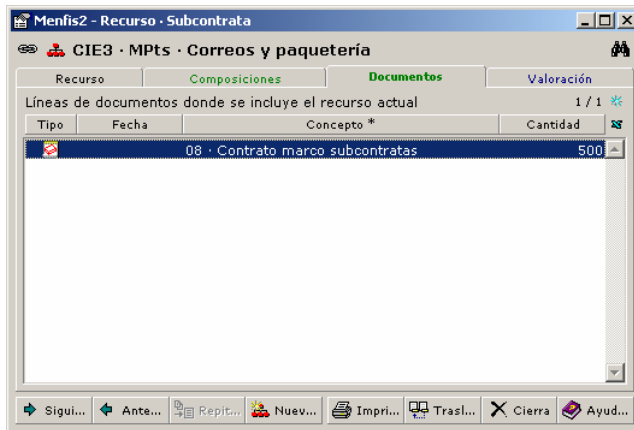 Menfis2 - Recurso · Subcontrata
CIE3 · MPts · Correos y paquetería
Recurso Composiciones Documentos Valoración
Líneas de documentos donde se incluye el recurso actual 1 / 1
Tipo Fecha Concepto * Cantidad
08 · Contrato marco subcontratas 500
Sigui... Ante... Repit... Nuev... Impri... Trasl... Cierra Ayud...